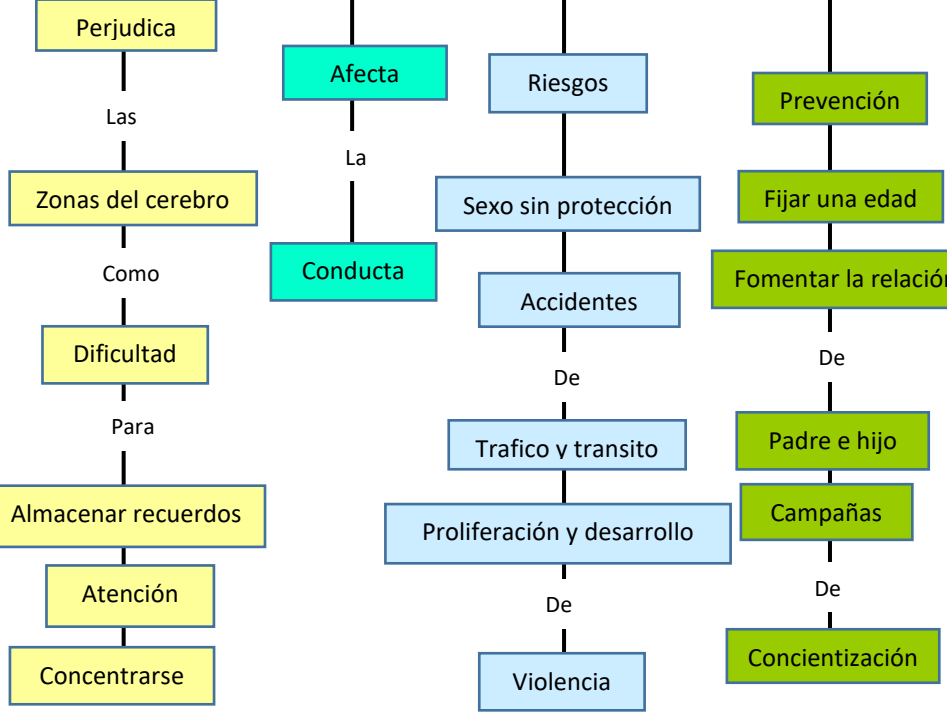 Perjudica
Las
Zonas del cerebro
Como
Dificultad
Para
Almacenar recuerdos
Atención
Concentrarse
Afecta
La
Conducta
Riesgos
Sexo sin protección
Accidentes
De
Trafico y transito
Proliferación y desarrollo
De
Violencia
Prevención
Fijar una edad
Fomentar la relación
De
Padre e hijo
Campañas
De
Concientización